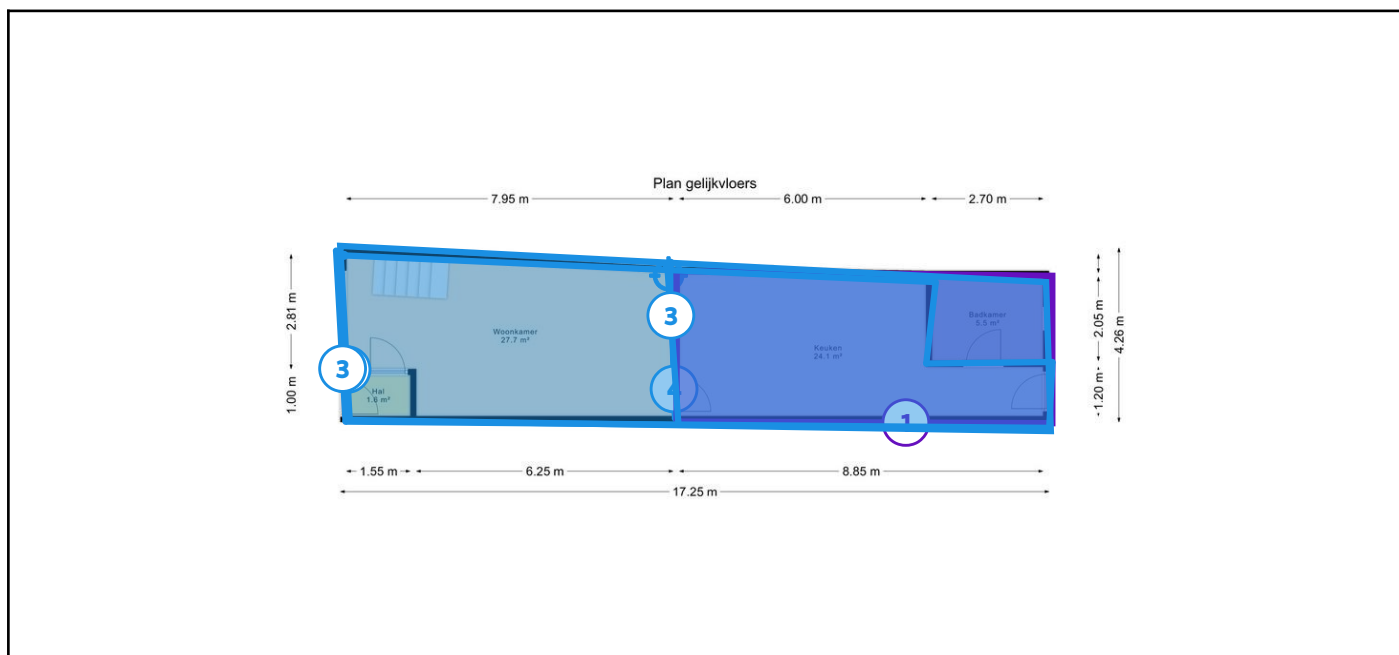 Plan gelijkvloers
7.95 m
6.00 m
2.70 m
2.81 m
1.00 m
2.05 m
1.20 m
4.26 m
3
Woonkamer
27.7 m²
Keuken
24.1 m²
Badkamer
5.5 m²
3
Hal
1.6 m²
1
1.55 m
6.25 m
8.85 m
17.25 m